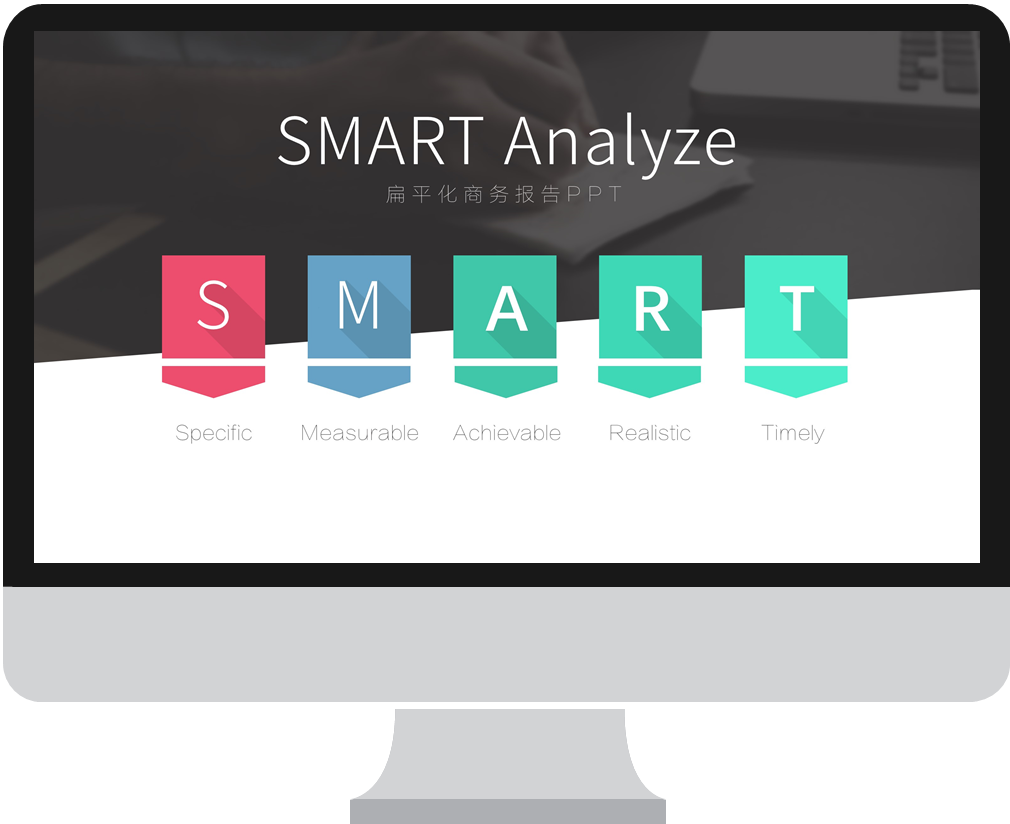 SMART Analyze
扁平化商务报告PPT
S M A R T
Specific Measurable Achievable Realistic Timely